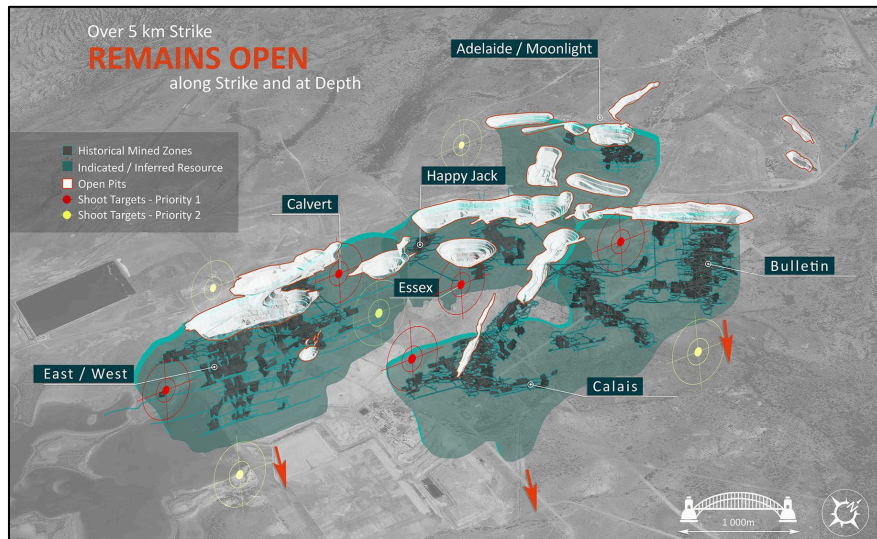 Over 5 km Strike
REMAINS OPEN
along Strike and at Depth
Adelaide / Moonlight
Historical Mined Zones
Indicated / Inferred Resource
Open Pits
Shoot Targets - Priority 1
Shoot Targets - Priority 2
Happy Jack
Calvert
Bulletin
Essex
East / West
Calais
1 000m
N